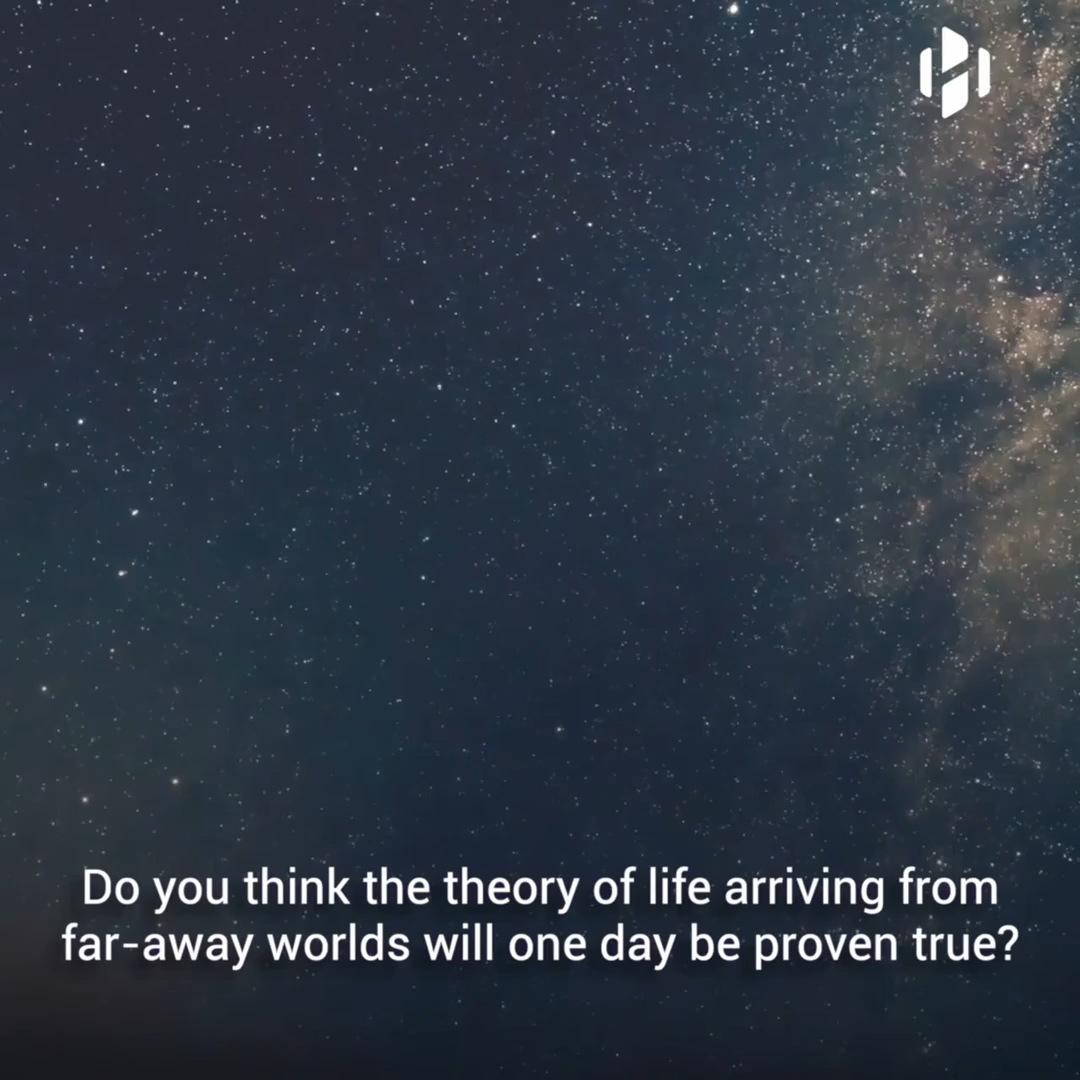 Do you think the theory of life arriving from
far-away worlds will one day be proven true?